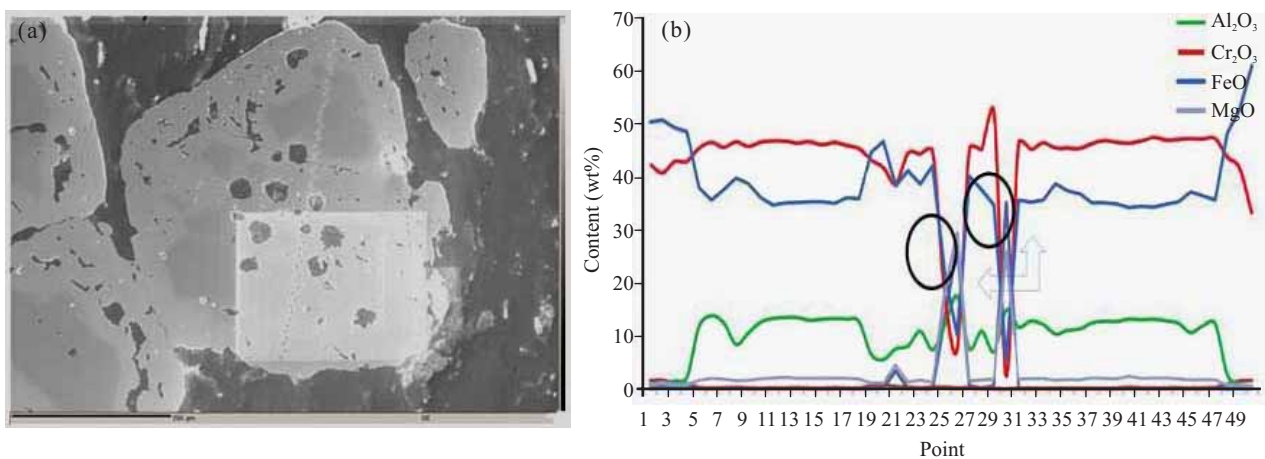 (a)
(b)
Al₂O₃
Cr₂O₃
FeO
MgO
Content (wt%)
70
60
50
40
30
20
10
0
1 3 5 7 9 11 13 15 17 19 21 23 25 27 29 31 33 35 37 39 41 43 45 47 49
Point